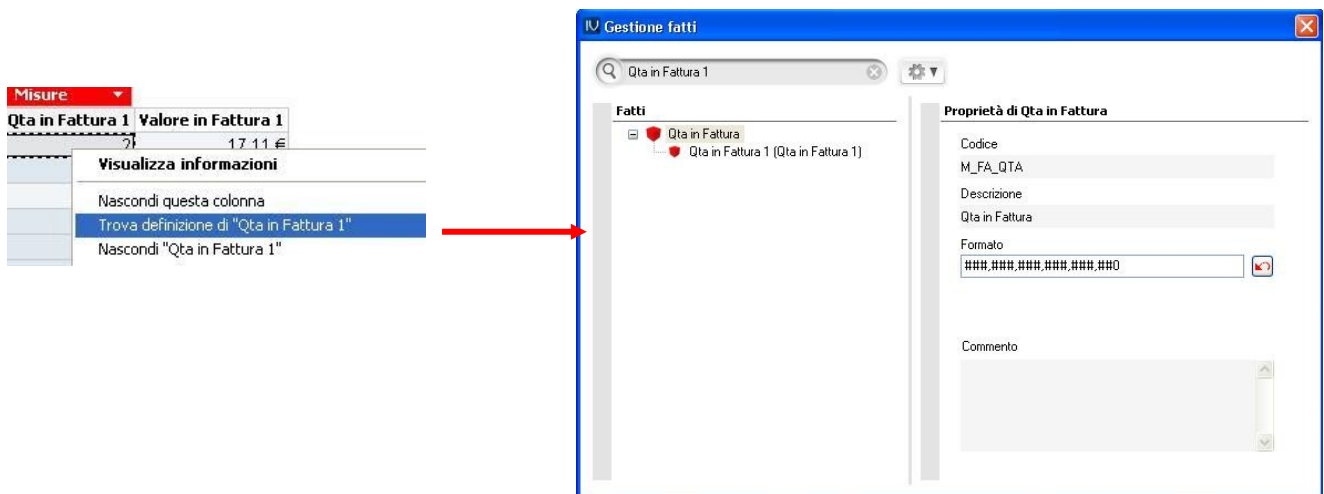 Misure
Qta in Fattura 1 Valore in Fattura 1
2 17,11 €
Visualizza informazioni
Nascondi questa colonna
Trova definizione di "Qta in Fattura 1"
Nascondi "Qta in Fattura 1"
Gestione fatti
Qta in Fattura 1
Fatti
Qta in Fattura
Qta in Fattura 1 (Qta in Fattura 1)
Proprietà di Qta in Fattura
Codice
M_FA_QTA
Descrizione
Qta in Fattura
Formato
###,###,###,###,###,##0
Commento